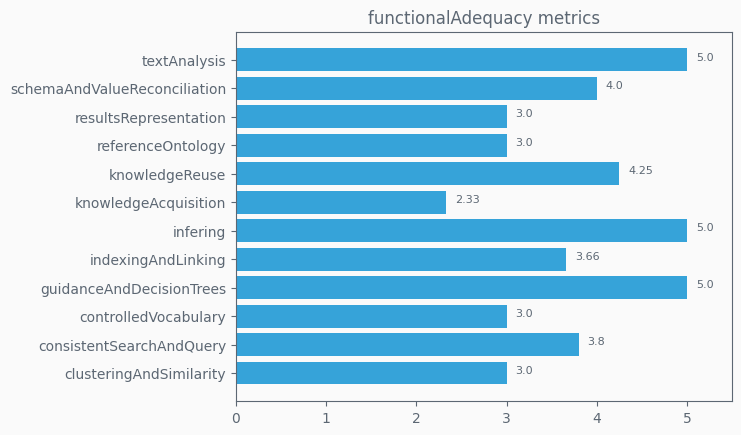 functionalAdequacy metrics
textAnalysis 5.0
schemaAndValueReconciliation 4.0
resultsRepresentation 3.0
referenceOntology 3.0
knowledgeReuse 4.25
knowledgeAcquisition 2.33
infering 5.0
indexingAndLinking 3.66
guidanceAndDecisionTrees 5.0
controlledVocabulary 3.0
consistentSearchAndQuery 3.8
clusteringAndSimilarity 3.0
0 1 2 3 4 5